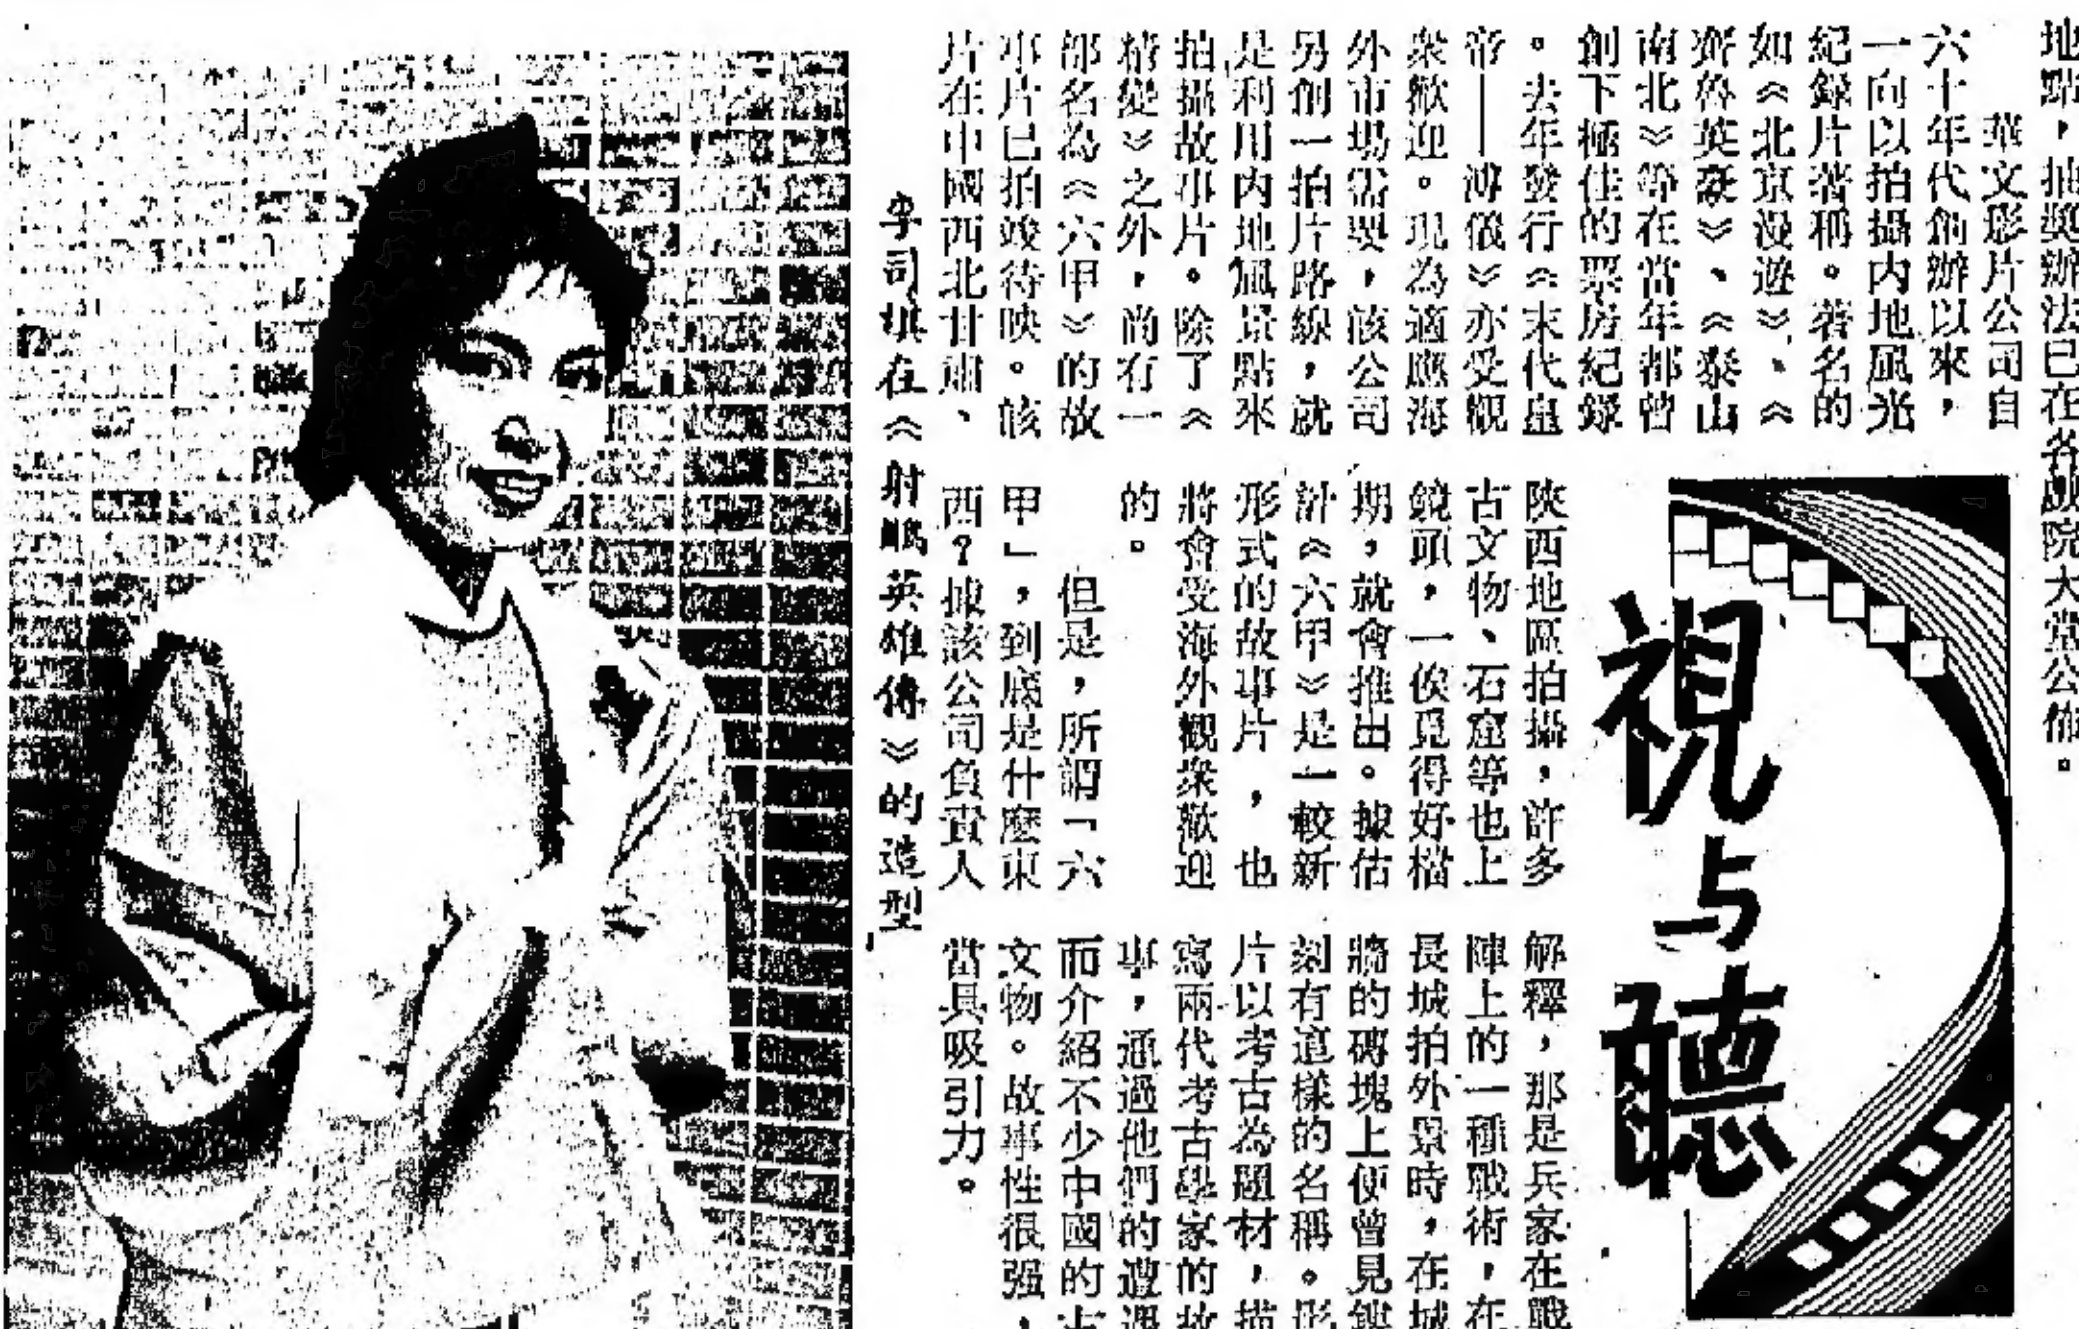 地點，抽獎辦法已在各戲院大堂公佈。
華文影片公司自
六十年代創辦以來，
一向以拍攝內地風光
紀錄片著稱。著名的
如《北京漫遊》、《
齊魯英豪》、《泰山
南北》等在當年都曾
創下極佳的票房紀錄
。去年發行《末代皇
帝——溥儀》亦受觀
衆歡迎。現為適應海
外市場需要，該公司
另創一拍片路線，就
是利用內地風景點來
拍攝故事片。除了《
精變》之外，尚有一
部名為《六甲》的故
事片已拍竣待映。該
片在中國西北甘肅、
陝西地區拍攝，許多
古文物、石窟等也上
鏡頭，一俟覓得好檔
期，就會推出。據估
計《六甲》是一較新
形式的故事片，也
將會受海外觀衆歡迎
的。
但是，所謂「六
甲」，到底是什麼東
西？據該公司負責人
解釋，那是兵家在戰
陣上的一種戰術，在
長城拍外景時，在城
牆的磚塊上便曾見鐫
刻有這樣的名稱。影
片以考古為題材，描
寫兩代考古學家的故
事，通過他們的遭遇
而介紹不少中國的古
文物。故事性很强，
當具吸引力。
視与聽
李司棋在《射鵰英雄傳》的造型